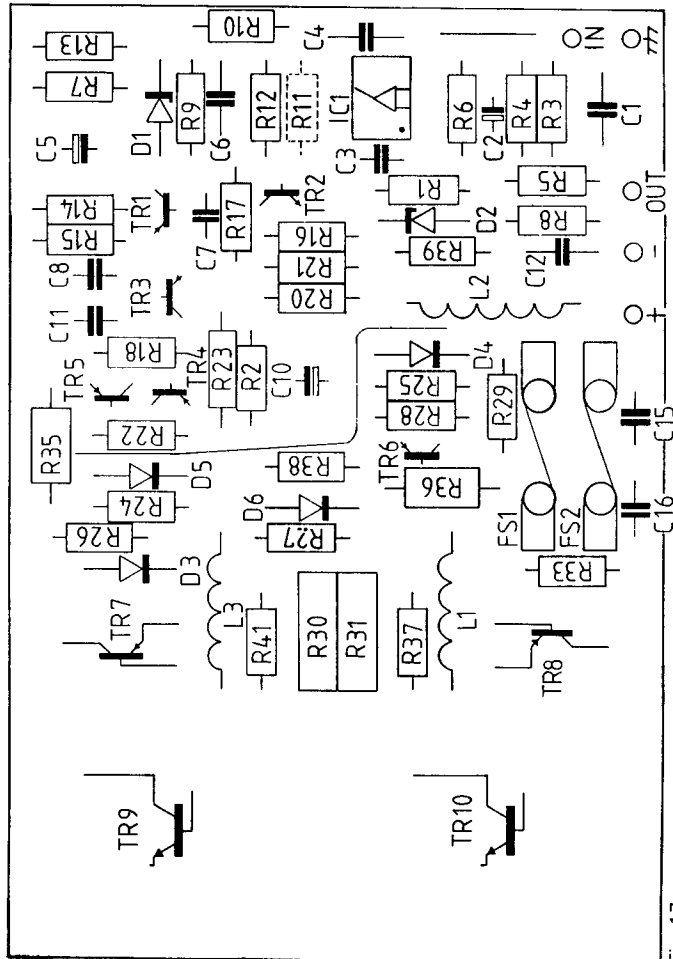 R10
R13
C4
IN
R7
R9
C6
R12
R11
IC1
R6
C2
R4
R3
C1
D1
C5
C3
R1
R5
OUT
R14
TR1
C7
R17
TR2
R15
R16
D2
R8
-
C8
R21
R39
C12
TR3
R20
L2
+
C11
R18
TR4
R23
R2
C10
D4
TR5
R25
R29
R35
R22
R28
C15
R38
TR6
D5
R36
R24
D6
FS1
FS2
C16
R26
R27
D3
R33
TR7
L3
R41
R30
R31
R37
L1
TR8
TR9
TR10